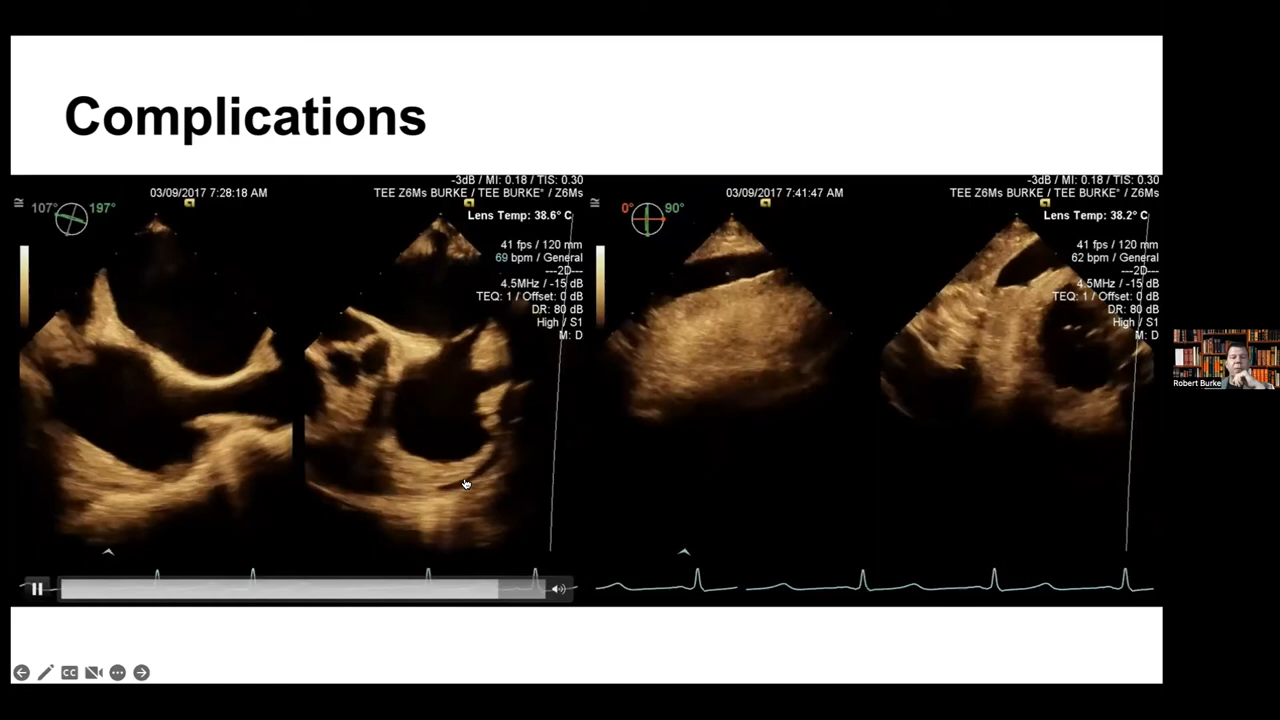 Complications
-3dB / MI: 0.18 / TIS: 0.30
03/09/2017 7:28:18 AM
TEE Z6Ms BURKE / TEE BURKE* / Z6Ms
107° 197°
Lens Temp: 38.6° C
41 fps / 120 mm
69 bpm / General
---2D---
4.5MHz / -15 dB
TEQ: 1 / Offset: 0 dB
DR: 80 dB
High / S1
M: D
-3dB / MI: 0.18 / TIS: 0.30
03/09/2017 7:41:47 AM
TEE Z6Ms BURKE / TEE BURKE* / Z6Ms
0° 90°
Lens Temp: 38.2° C
41 fps / 120 mm
62 bpm / General
---2D---
4.5MHz / -15 dB
TEQ: 1 / Offset: 0 dB
DR: 80 dB
High / S1
M: D
Robert Burke
CC